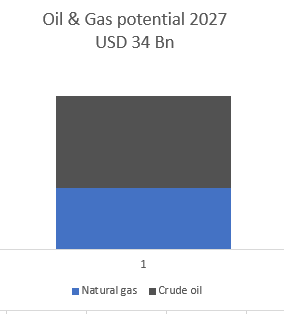 Oil & Gas potential 2027
USD 34 Bn
1
Natural gas Crude oil